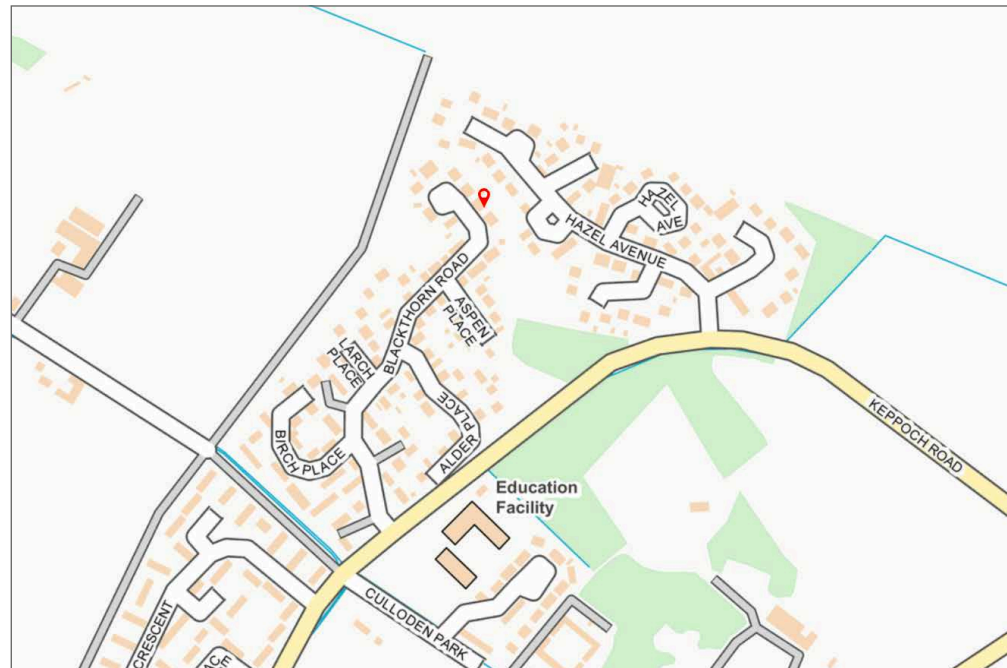 HAZEL AVENUE
HAZEL
AVE
BLACKTHORN ROAD
ASPEN
PLACE
LARCH
PLACE
ALDER PLACE
BIRCH PLACE
KEPPOCH ROAD
Education
Facility
CULLODEN PARK
CRESCENT